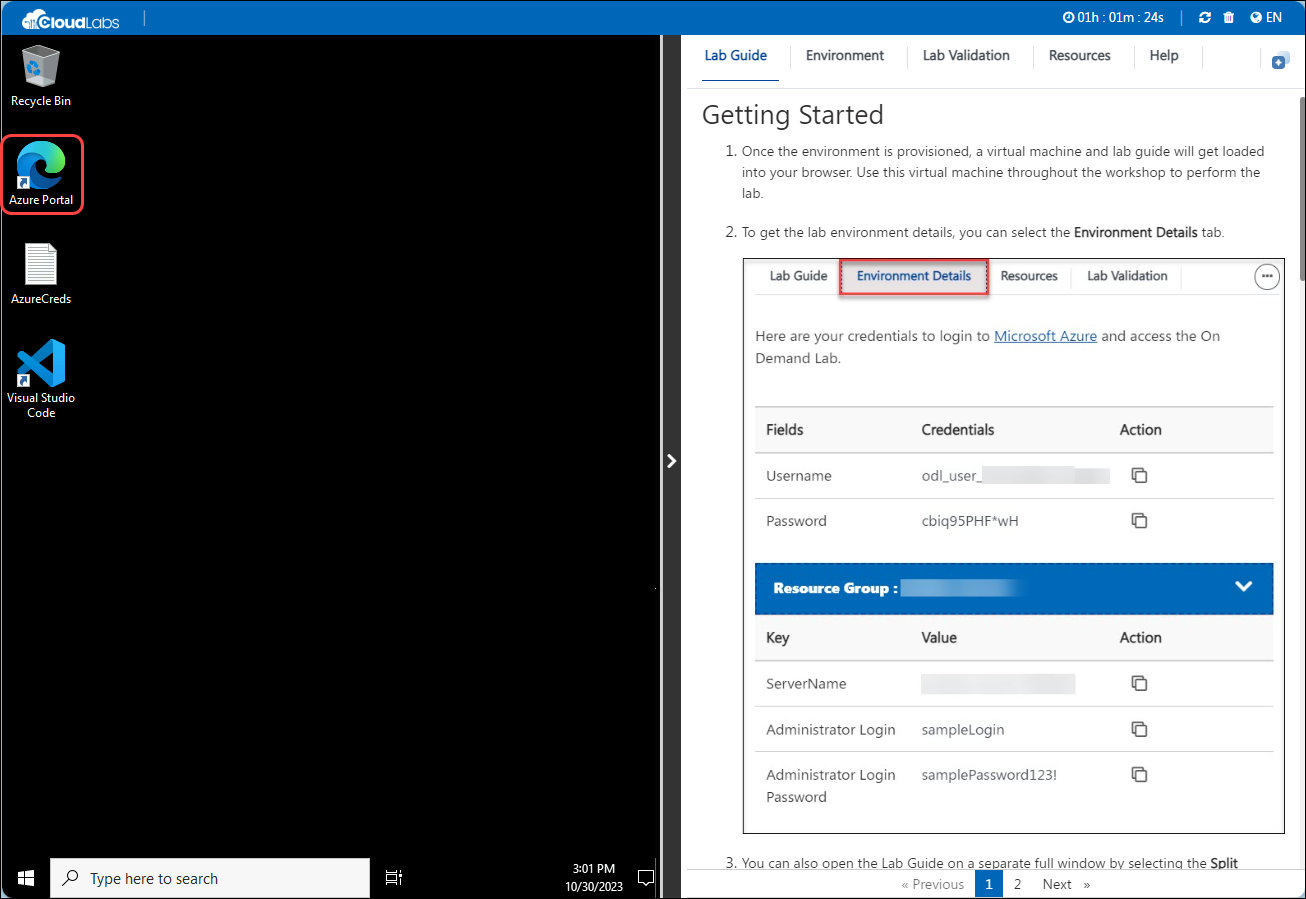 CloudLabs
01h : 01m : 24s
EN
Recycle Bin
Azure Portal
AzureCreds
Visual Studio
Code
Type here to search
3:01 PM
10/30/2023
Lab Guide
Environment
Lab Validation
Resources
Help
Getting Started
1. Once the environment is provisioned, a virtual machine and lab guide will get loaded
into your browser. Use this virtual machine throughout the workshop to perform the
lab.
2. To get the lab environment details, you can select the Environment Details tab.
Lab Guide
Environment Details
Resources
Lab Validation
Here are your credentials to login to Microsoft Azure and access the On
Demand Lab.
Fields Credentials Action
Username odl_user_
Password cbiq95PHF*wH
Resource Group :
Key Value Action
ServerName
Administrator Login sampleLogin
Administrator Login samplePassword123!
Password
3. You can also open the Lab Guide on a separate full window by selecting the Split
« Previous 1 2 Next »